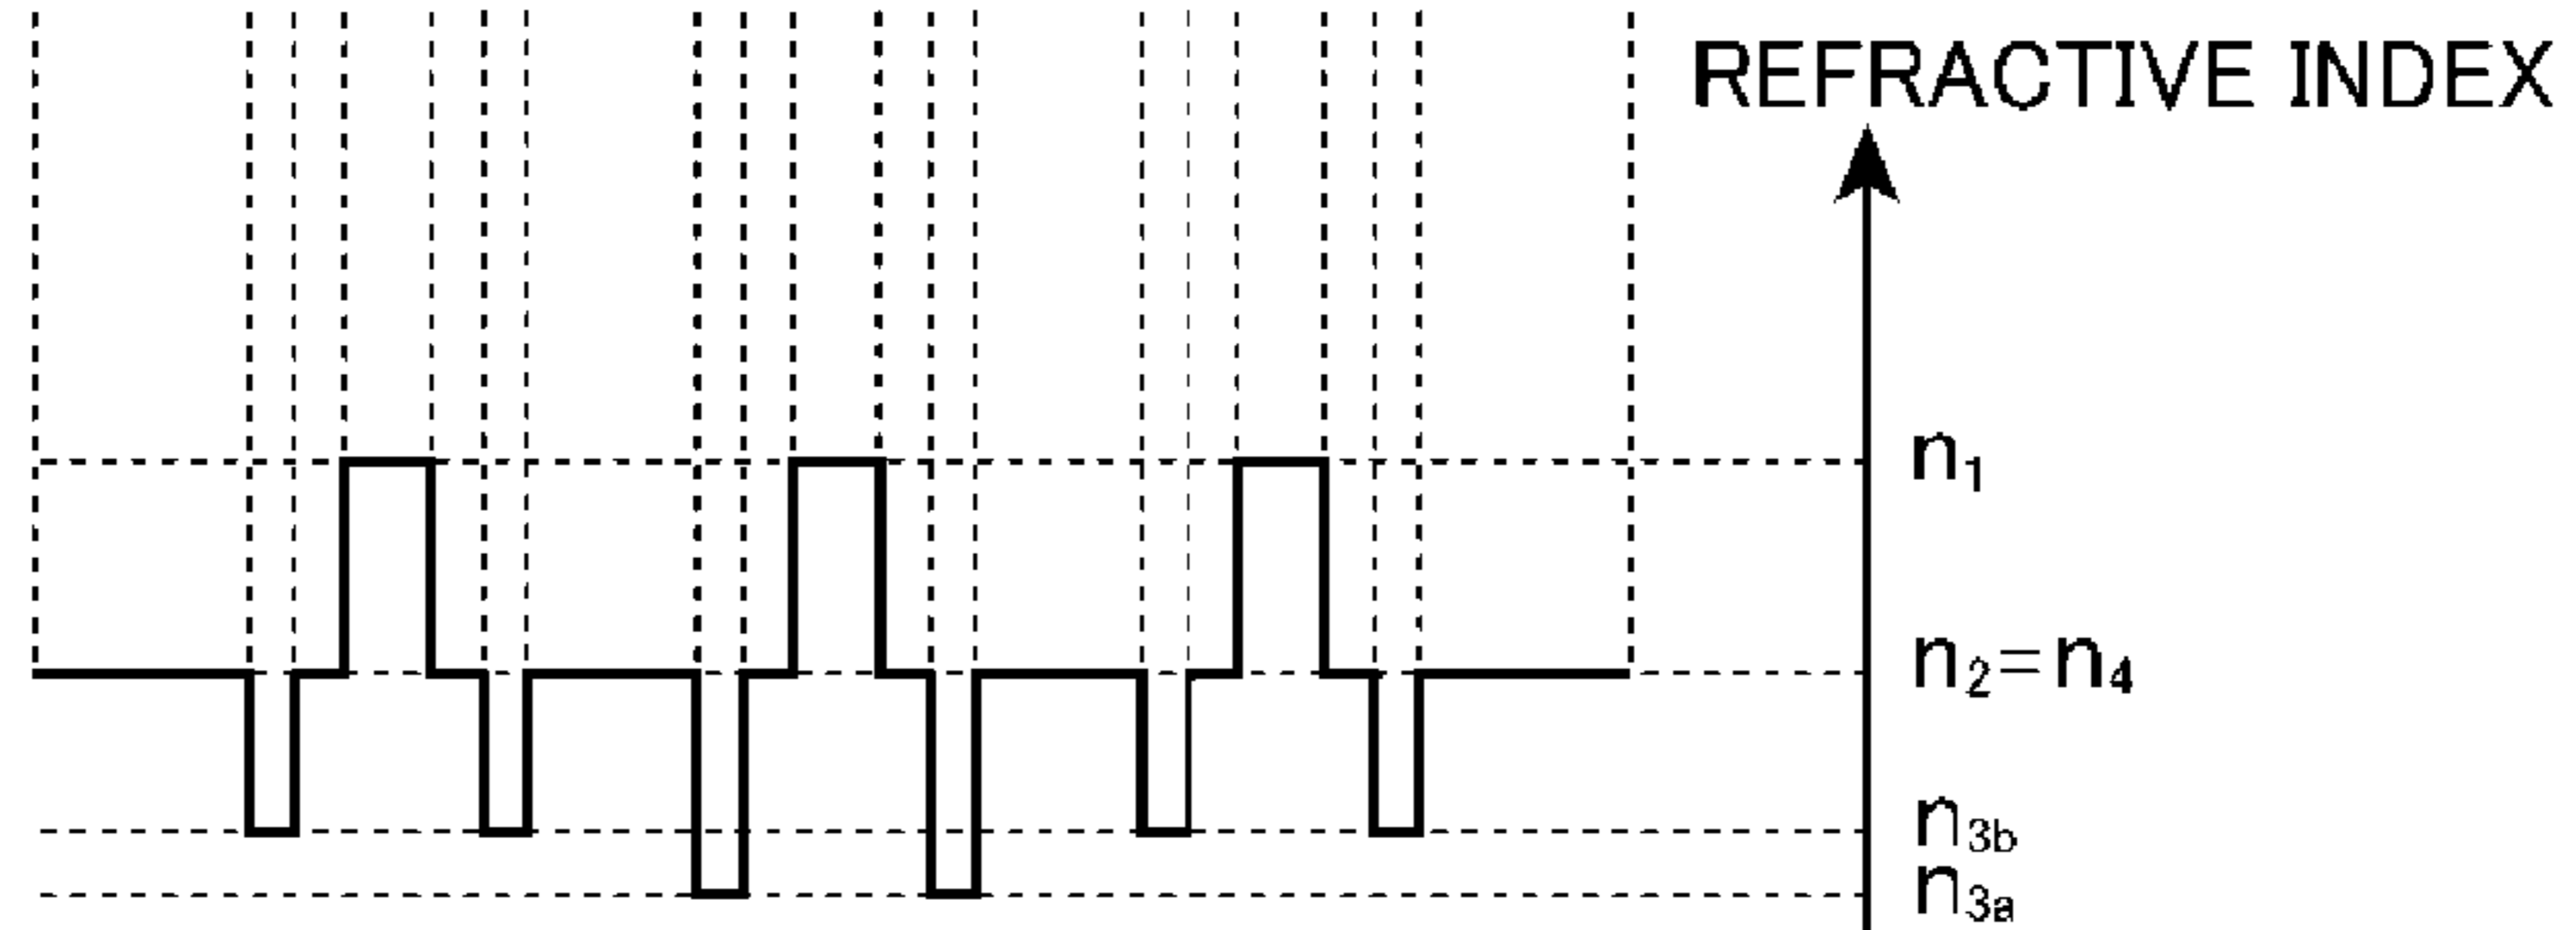 REFRACTIVE INDEX
n₁
n₂=n₄
n₃b
n₃a